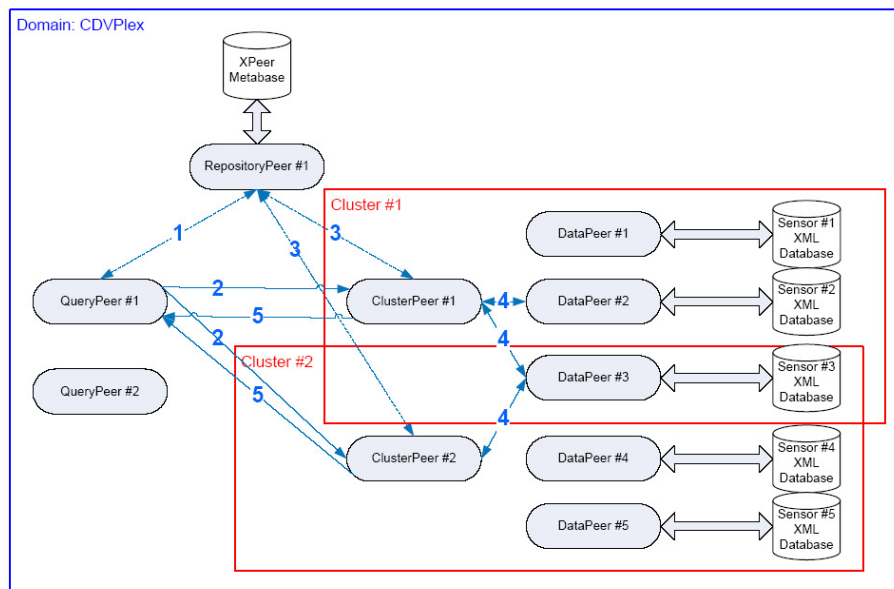 Domain: CDVPlex
XPeer
Metabase
RepositoryPeer #1
Cluster #1
1
3
3
DataPeer #1
Sensor #1
XML
Database
QueryPeer #1
2
5
2
ClusterPeer #1
4
DataPeer #2
Sensor #2
XML
Database
4
Cluster #2
QueryPeer #2
5
DataPeer #3
Sensor #3
XML
Database
4
ClusterPeer #2
DataPeer #4
Sensor #4
XML
Database
DataPeer #5
Sensor #5
XML
Database